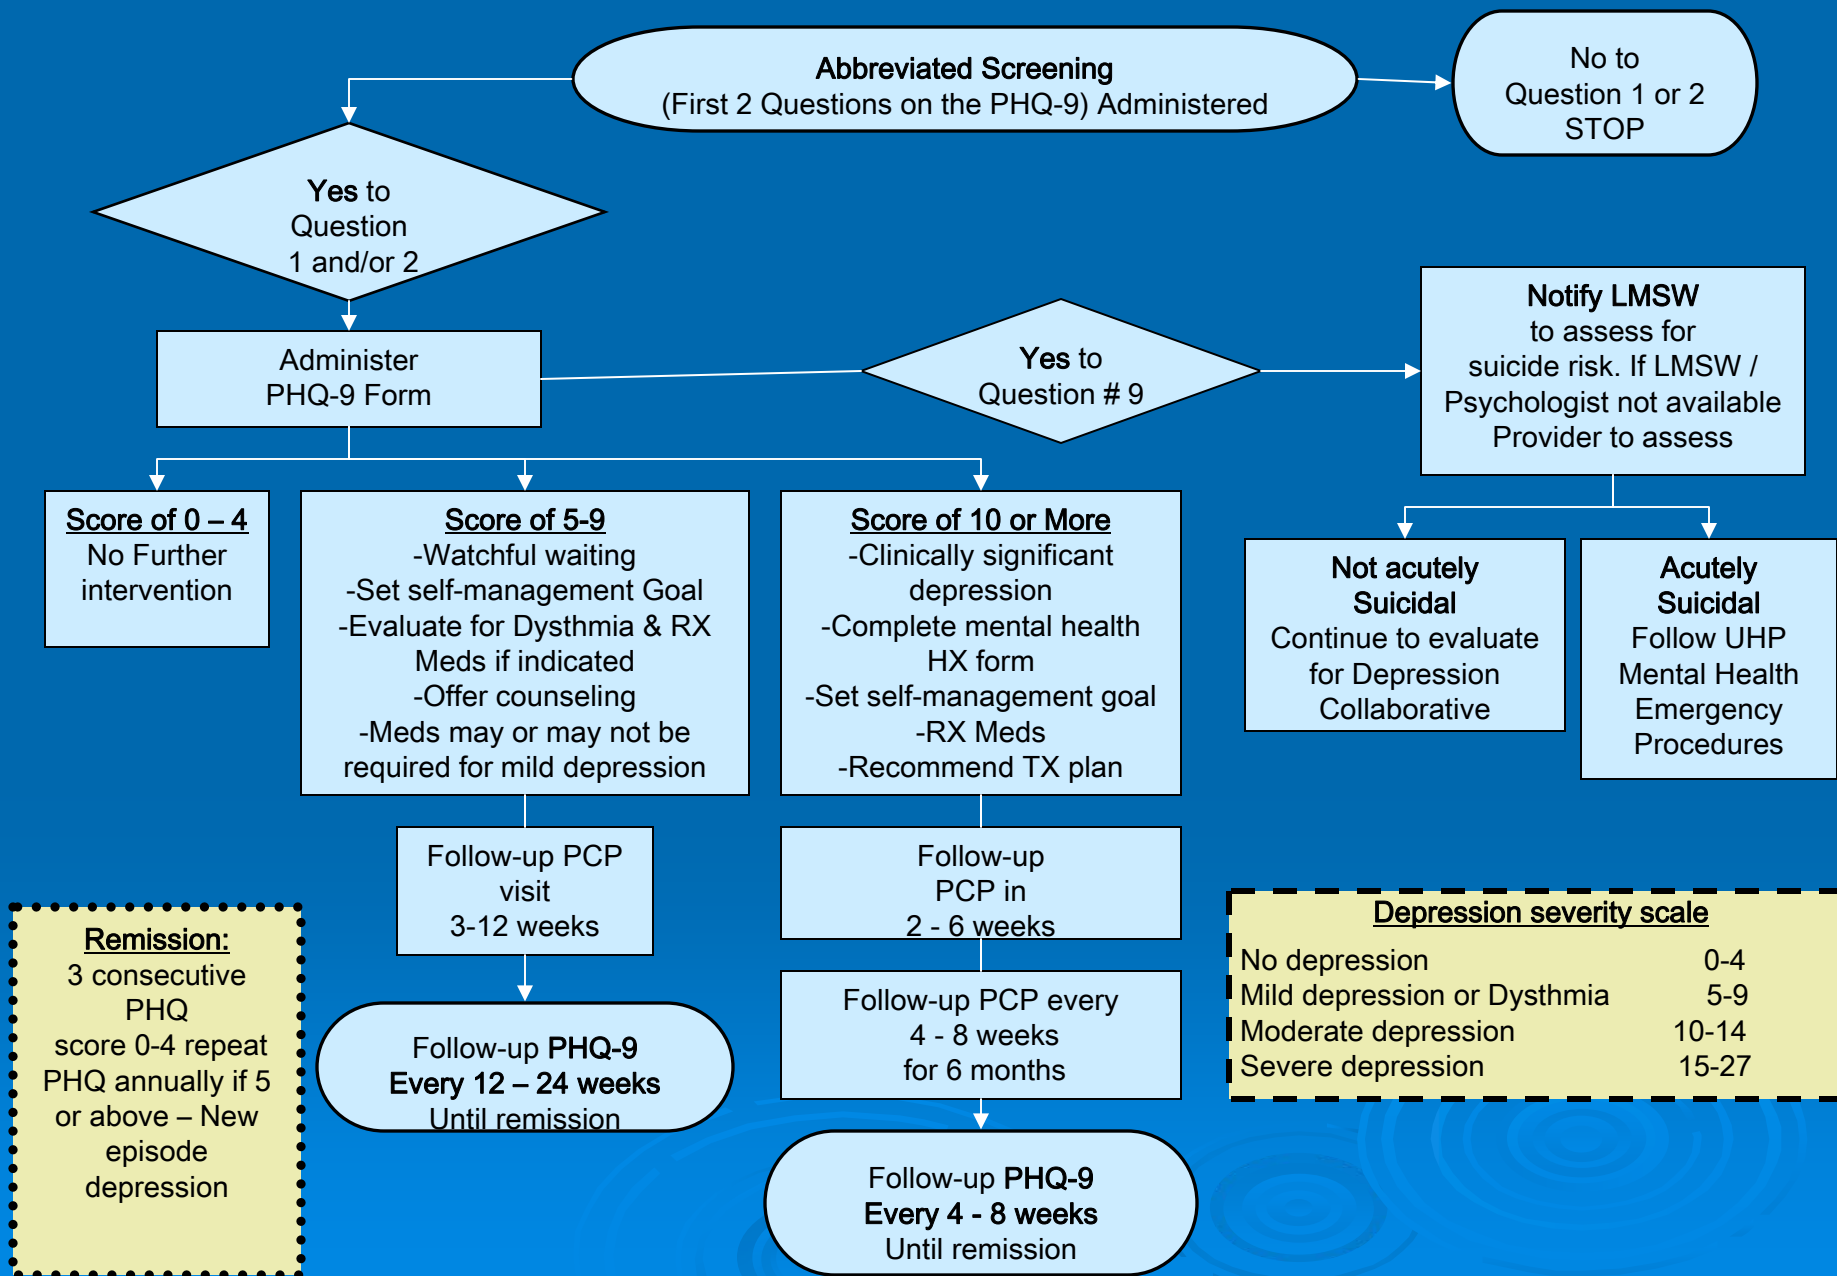 Abbreviated Screening
(First 2 Questions on the PHQ-9) Administered
No to
Question 1 or 2
STOP
Yes to
Question
1 and/or 2
Administer
PHQ-9 Form
Yes to
Question # 9
Notify LMSW
to assess for
suicide risk. If LMSW /
Psychologist not available
Provider to assess
Score of 0 – 4
No Further
intervention
Score of 5-9
-Watchful waiting
-Set self-management Goal
-Evaluate for Dysthmia & RX
Meds if indicated
-Offer counseling
-Meds may or may not be
required for mild depression
Score of 10 or More
-Clinically significant
depression
-Complete mental health
HX form
-Set self-management goal
-RX Meds
-Recommend TX plan
Not acutely
Suicidal
Continue to evaluate
for Depression
Collaborative
Acutely
Suicidal
Follow UHP
Mental Health
Emergency
Procedures
Follow-up PCP
visit
3-12 weeks
Follow-up
PCP in
2 - 6 weeks
Remission:
3 consecutive
PHQ
score 0-4 repeat
PHQ annually if 5
or above – New
episode
depression
Follow-up PHQ-9
Every 12 – 24 weeks
Until remission
Follow-up PCP every
4 - 8 weeks
for 6 months
Follow-up PHQ-9
Every 4 - 8 weeks
Until remission
Depression severity scale
No depression 0-4
Mild depression or Dysthmia 5-9
Moderate depression 10-14
Severe depression 15-27